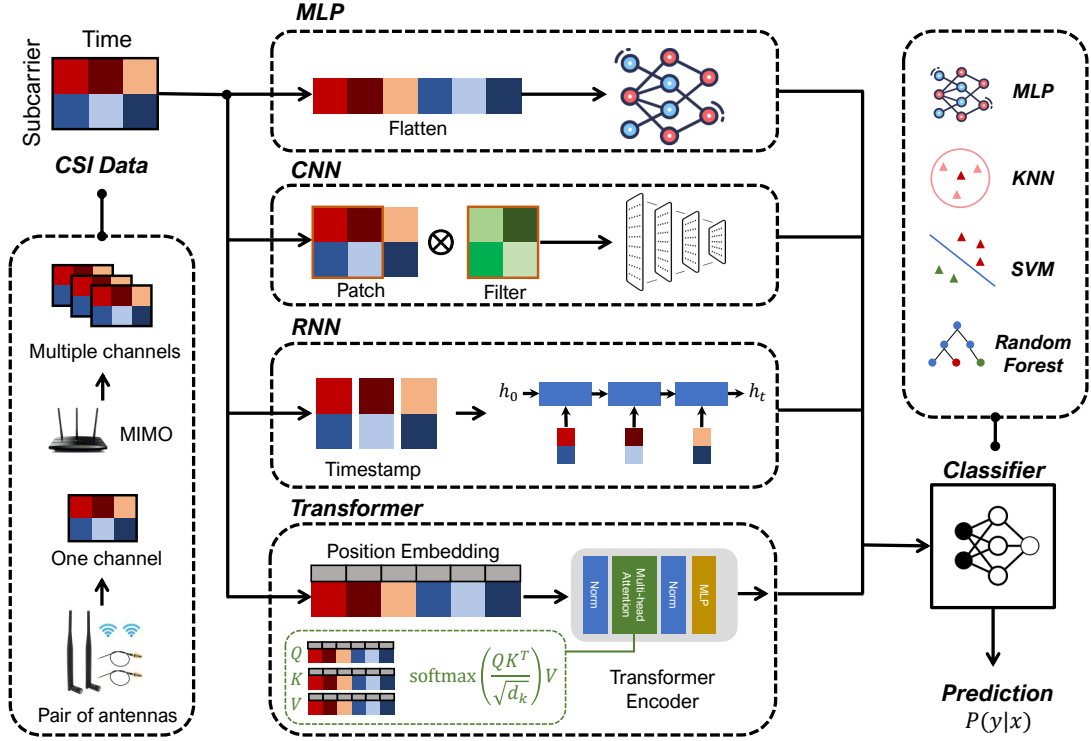 Time
Subcarrier
CSI Data
Multiple channels
MIMO
One channel
Pair of antennas
MLP
Flatten
CNN
Patch
Filter
RNN
Timestamp
h_0
h_t
Transformer
Position Embedding
Norm
Multi-head
Attention
Norm
MLP
Q
K
V
softmax(QK^T/√d_k)V
Transformer
Encoder
MLP
KNN
SVM
Random
Forest
Classifier
Prediction
P(y|x)